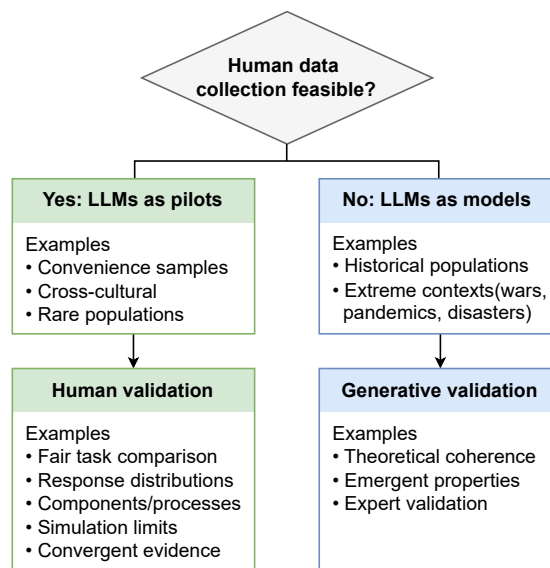 Human data
collection feasible?
Yes: LLMs as pilots
Examples
• Convenience samples
• Cross-cultural
• Rare populations
No: LLMs as models
Examples
• Historical populations
• Extreme contexts(wars,
pandemics, disasters)
Human validation
Examples
• Fair task comparison
• Response distributions
• Components/processes
• Simulation limits
• Convergent evidence
Generative validation
Examples
• Theoretical coherence
• Emergent properties
• Expert validation